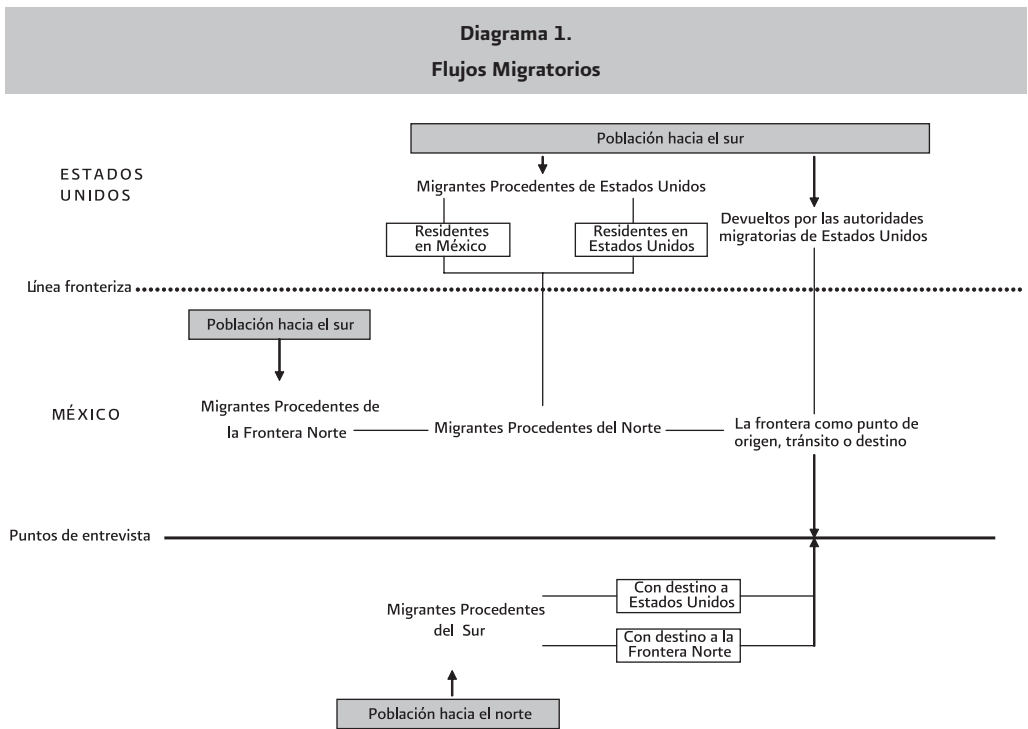 Diagrama 1.
Flujos Migratorios
Población hacia el sur
ESTADOS
UNIDOS
Migrantes Procedentes de Estados Unidos
Residentes
en México
Residentes en
Estados Unidos
Devueltos por las autoridades
migratorias de Estados Unidos
Línea fronteriza
Población hacia el sur
MÉXICO
Migrantes Procedentes de
la Frontera Norte
Migrantes Procedentes del Norte
La frontera como punto de
origen, tránsito o destino
Puntos de entrevista
Migrantes Procedentes
del Sur
Con destino a
Estados Unidos
Con destino a la
Frontera Norte
Población hacia el norte